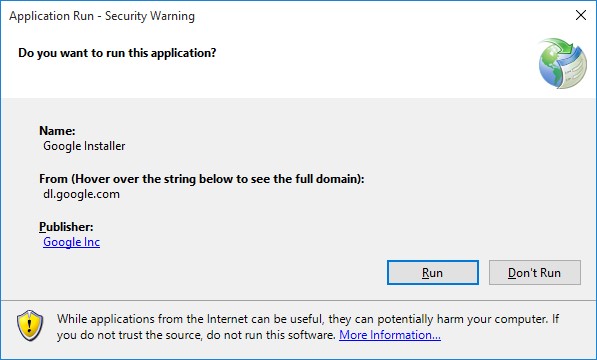 Application Run - Security Warning
Do you want to run this application?
Name:
Google Installer
From (Hover over the string below to see the full domain):
dl.google.com
Publisher:
Google Inc
Run
Don't Run
While applications from the Internet can be useful, they can potentially harm your computer. If
you do not trust the source, do not run this software. More Information...